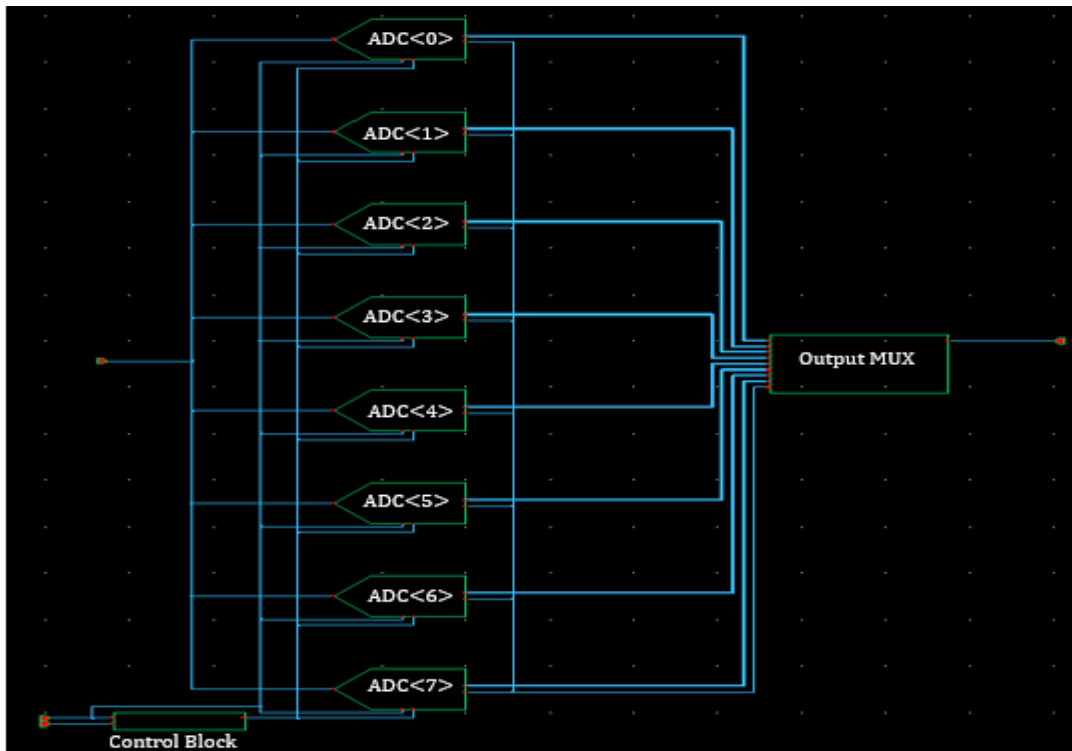 ADC<0>
ADC<1>
ADC<2>
ADC<3>
Output MUX
ADC<4>
ADC<5>
ADC<6>
ADC<7>
Control Block